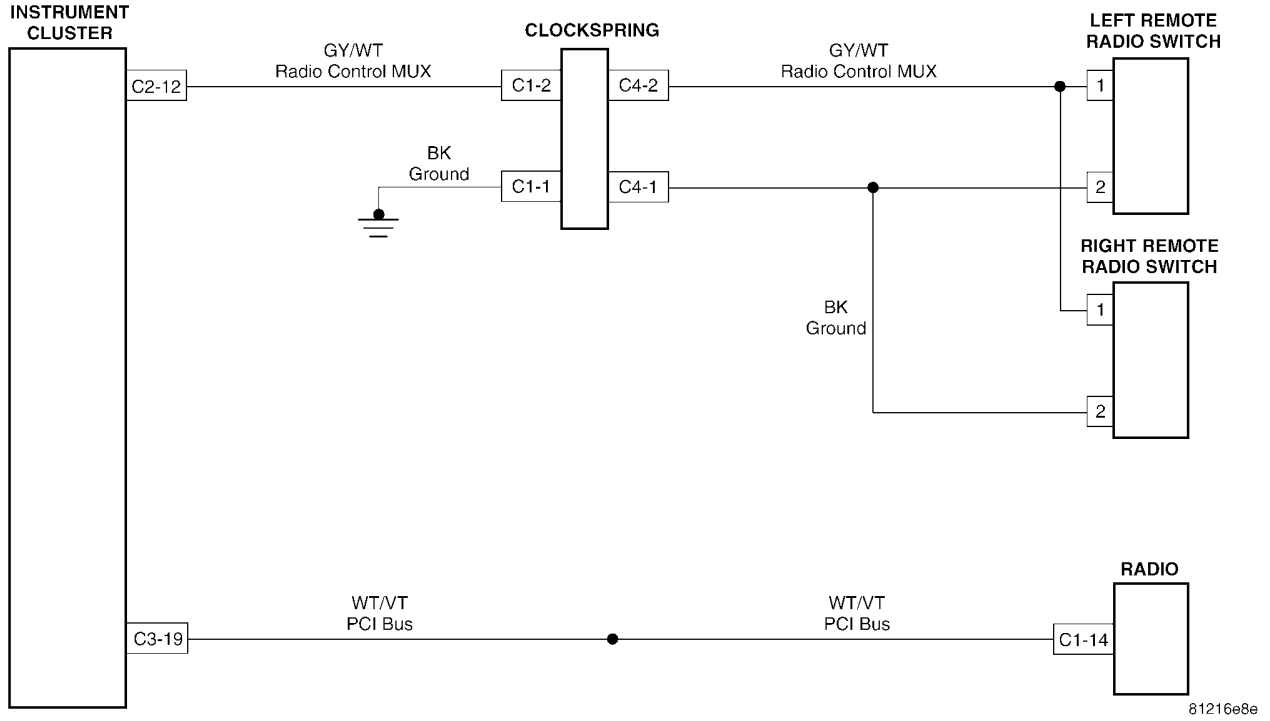 INSTRUMENT
CLUSTER
CLOCKSPRING
LEFT REMOTE
RADIO SWITCH
GY/WT
Radio Control MUX
GY/WT
Radio Control MUX
C2-12
C1-2
C4-2
1
BK
Ground
C1-1
C4-1
2
RIGHT REMOTE
RADIO SWITCH
BK
Ground
1
2
RADIO
WT/VT
PCI Bus
WT/VT
PCI Bus
C3-19
C1-14
81216e8e